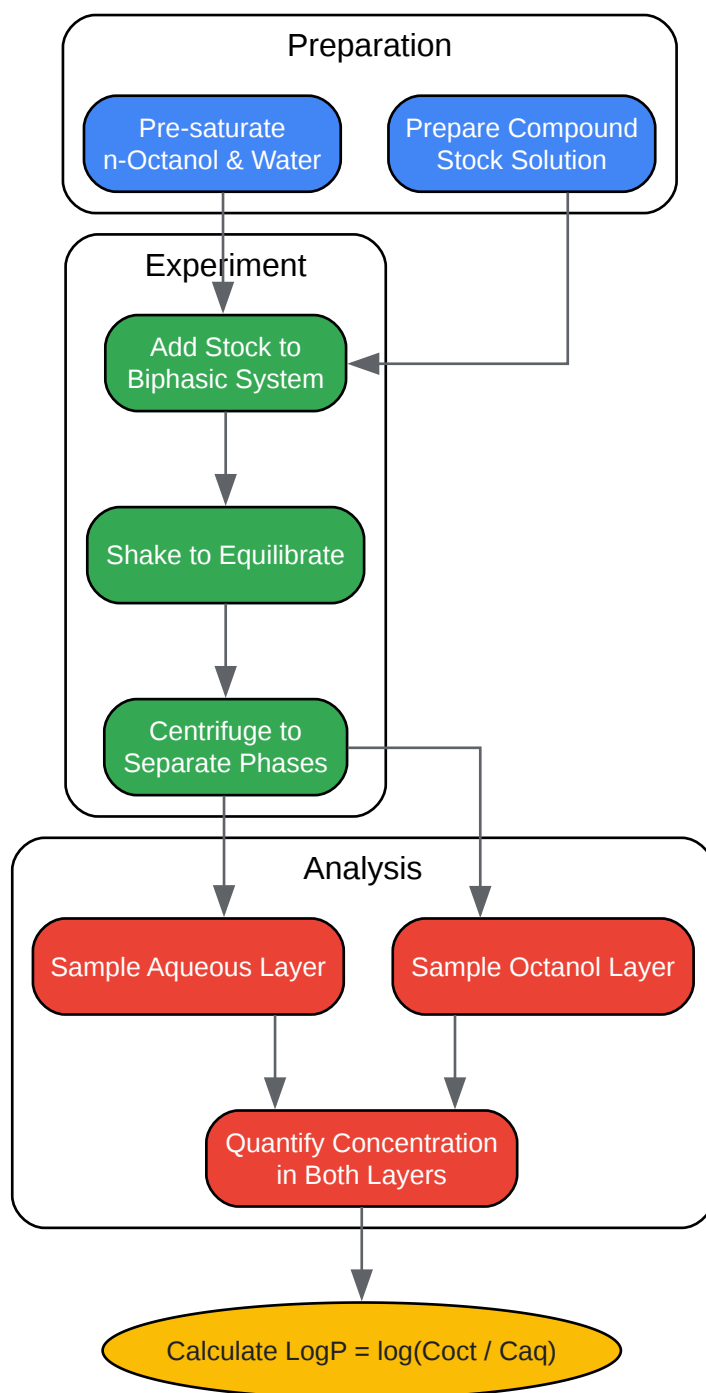 Preparation
Pre-saturate
n-Octanol & Water
Prepare Compound
Stock Solution
Experiment
Add Stock to
Biphasic System
Shake to Equilibrate
Centrifuge to
Separate Phases
Analysis
Sample Aqueous Layer
Sample Octanol Layer
Quantify Concentration
in Both Layers
Calculate LogP = log(Coct / Caq)